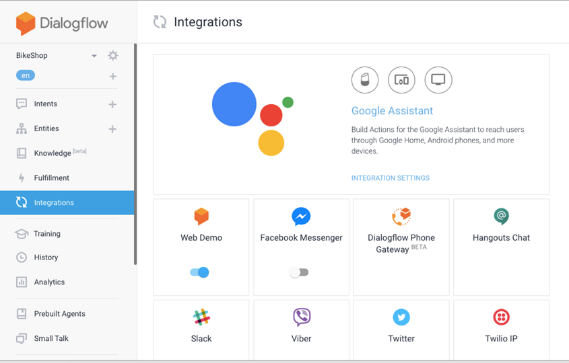 Dialogflow
BikeShop
en
Intents
Entities
Knowledge [beta]
Fulfillment
Integrations
Training
History
Analytics
Prebuilt Agents
Small Talk
Integrations
Google Assistant
Build Actions for the Google Assistant to reach users
through Google Home, Android phones, and more
devices.
INTEGRATION SETTINGS
Web Demo
Facebook Messenger
Dialogflow Phone
Gateway BETA
Hangouts Chat
Slack
Viber
Twitter
Twilio IP